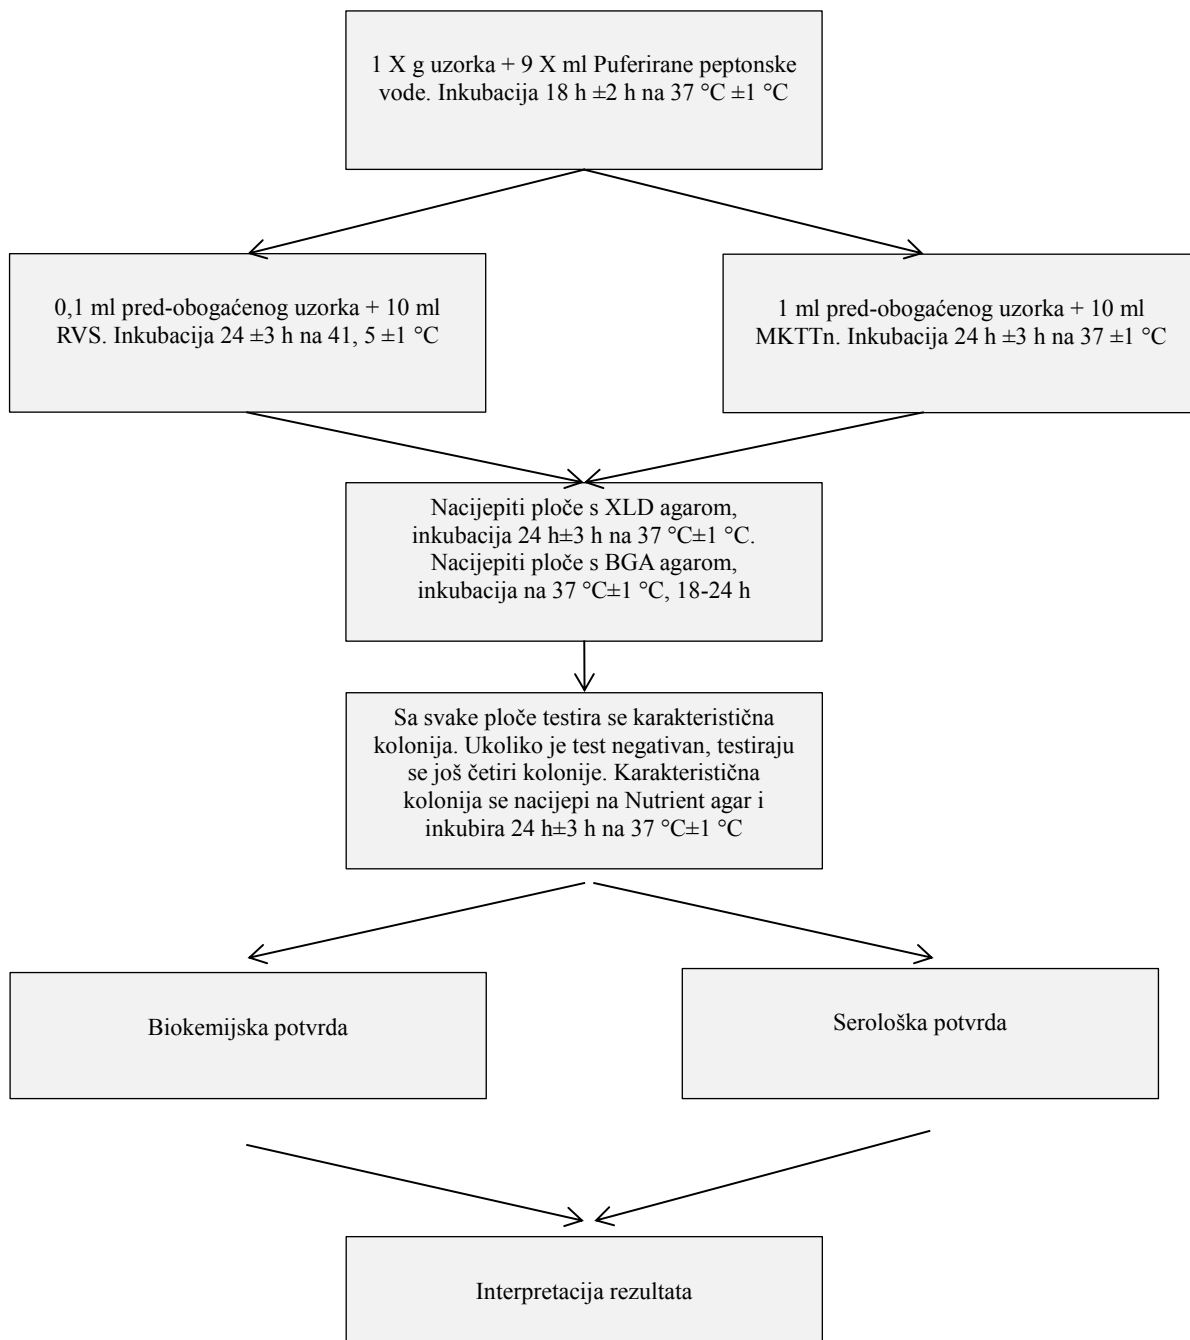 1 X g uzorka + 9 X ml Puferirane peptonske
vode. Inkubacija 18 h ±2 h na 37 °C ±1 °C
0,1 ml pred-obogaćenog uzorka + 10 ml
RVS. Inkubacija 24 ±3 h na 41, 5 ±1 °C
1 ml pred-obogaćenog uzorka + 10 ml
MKTTn. Inkubacija 24 h ±3 h na 37 ±1 °C
Nacijepiti ploče s XLD agarom,
inkubacija 24 h±3 h na 37 °C±1 °C.
Nacijepiti ploče s BGA agarom,
inkubacija na 37 °C±1 °C, 18-24 h
Sa svake ploče testira se karakteristična
kolonija. Ukoliko je test negativan, testiraju
se još četiri kolonije. Karakteristična
kolonija se nacijepi na Nutrient agar i
inkubira 24 h±3 h na 37 °C±1 °C
Biokemijska potvrda
Serološka potvrda
Interpretacija rezultata